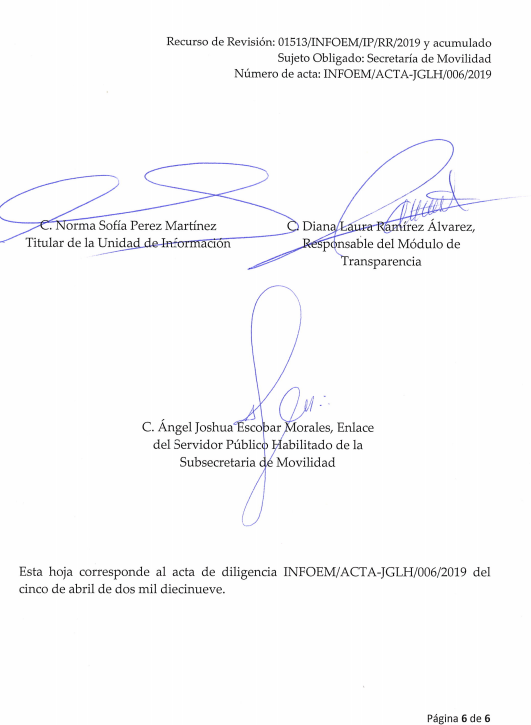 Recurso de Revisión: 01513/INFOEM/IP/RR/2019 y acumulado
Sujeto Obligado: Secretaría de Movilidad
Número de acta: INFOEM/ACTA-JGLH/006/2019
C. Norma Sofía Perez Martínez
Titular de la Unidad de Información
C. Diana Laura Ramírez Álvarez,
Responsable del Módulo de
Transparencia
C. Ángel Joshua Escobar Morales, Enlace
del Servidor Público Habilitado de la
Subsecretaria de Movilidad
Esta hoja corresponde al acta de diligencia INFOEM/ACTA-JGLH/006/2019 del
cinco de abril de dos mil diecinueve.
Página 6 de 6